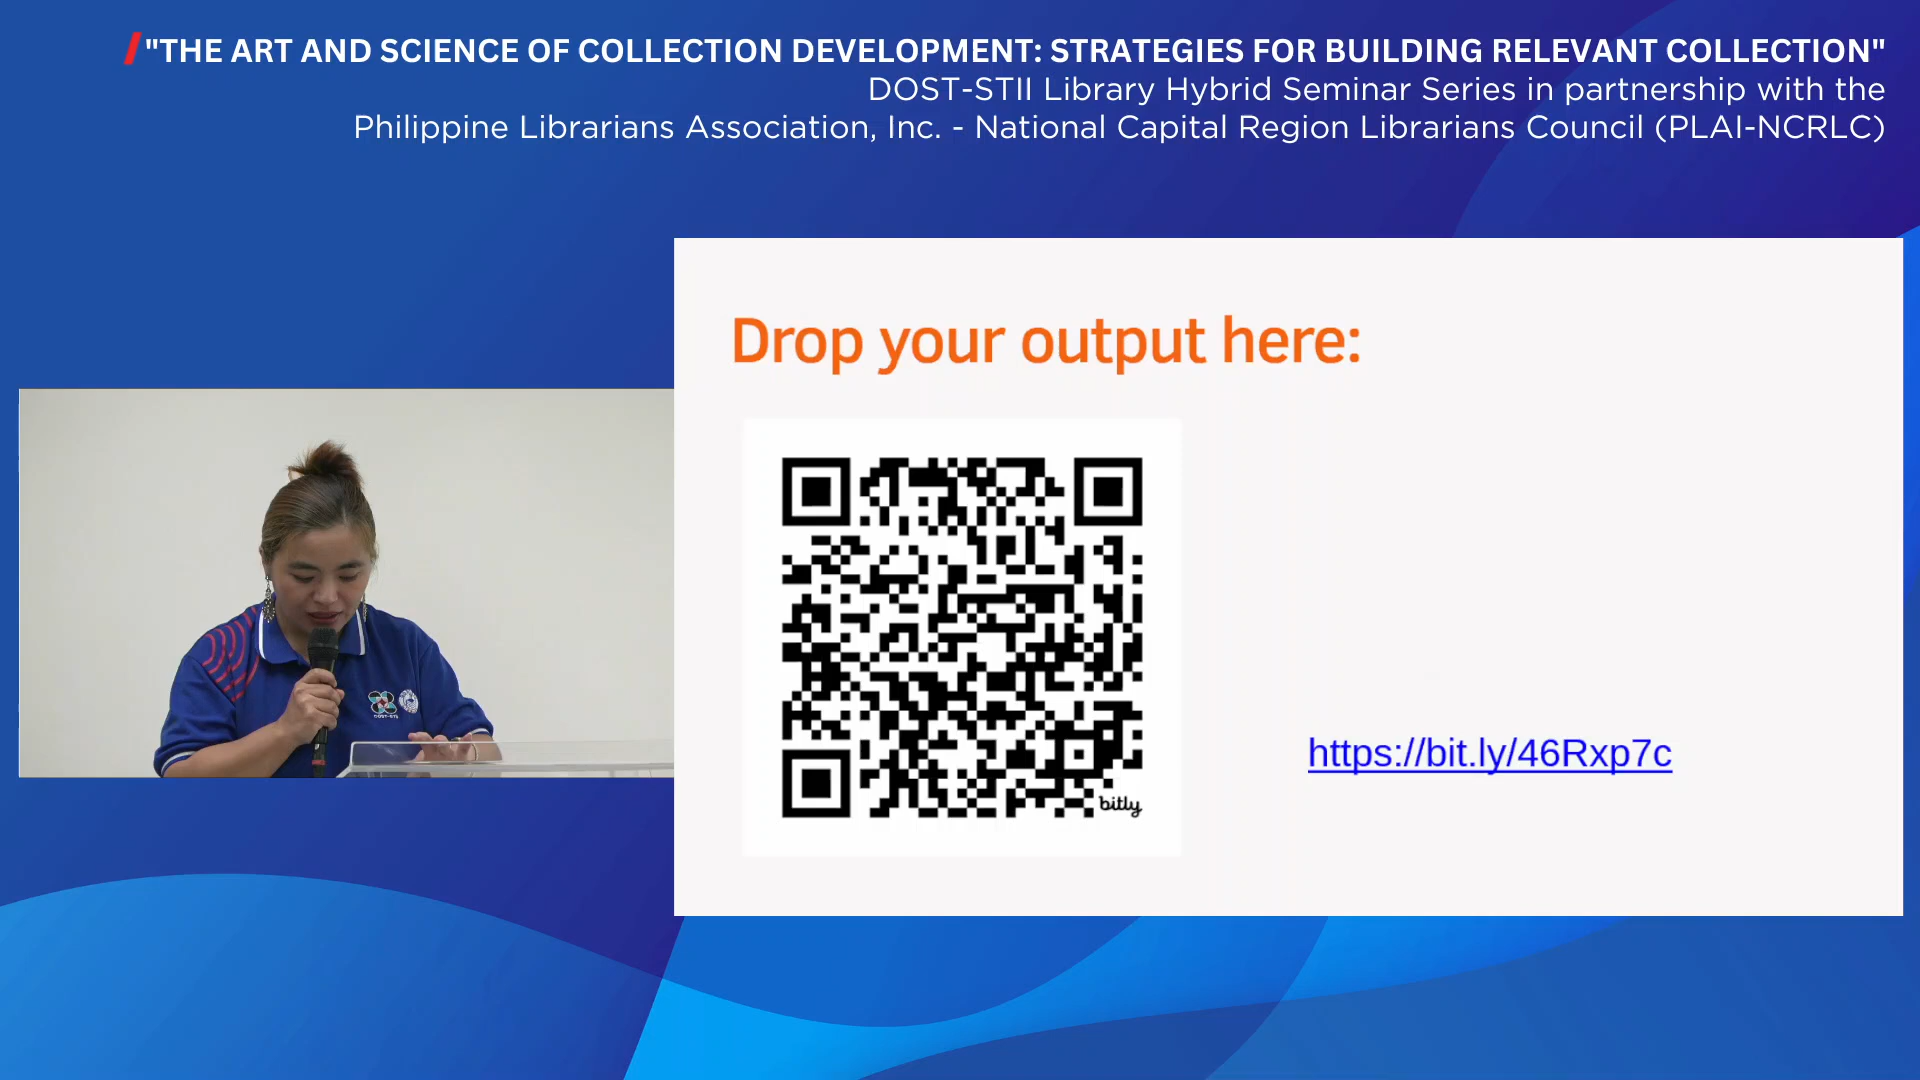 "THE ART AND SCIENCE OF COLLECTION DEVELOPMENT: STRATEGIES FOR BUILDING RELEVANT COLLECTION"
DOST-STII Library Hybrid Seminar Series in partnership with the
Philippine Librarians Association, Inc. - National Capital Region Librarians Council (PLAI-NCRLC)
Drop your output here:
bitly
https://bit.ly/46Rxp7c
DOST-STII